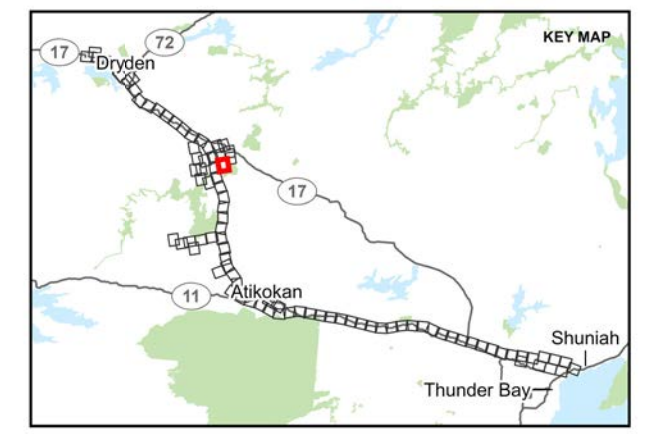 72
KEY MAP
17
Dryden
17
11
Atikokan
Shuniah
Thunder Bay